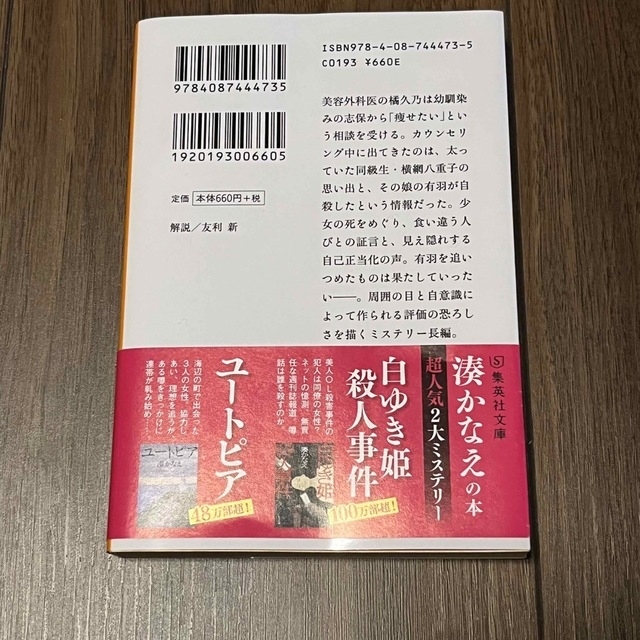 ISBN978-4-08-744473-5
C0193 ¥660E
9784087444735
1920193006605
定価 本体660円+税
解説/友利 新
美容外科医の橘久乃は幼馴染
みの志保から「痩せたい」とい
う相談を受ける。カウンセリ
ング中に出てきたのは、太っ
ていた同級生・横網八重子の
思い出と、その娘の有羽が自
殺したという情報だった。少
女の死をめぐり、食い違う人
びとの証言と、見え隠れする
自己正当化の声。有羽を追い
つめたものは果たしていった
い――。周囲の目と自意識に
よって作られる評価の恐ろし
さを描くミステリー長編。
集英社文庫
湊かなえの本
超人気2大ミステリー
白ゆき姫
殺人事件
美人OL殺害事件の
犯人は同僚の女性?
ネットの憶測、無責
任な週刊誌報道、噂
話は誰を殺すのか。
100万部超!
ユートピア
海辺の町で出会った
3人の女性。協力し
あい、理想を追うが、
ある噂をきっかけに
連帯が軋み始め……。
ユートピア
湊かなえ
48万部超!